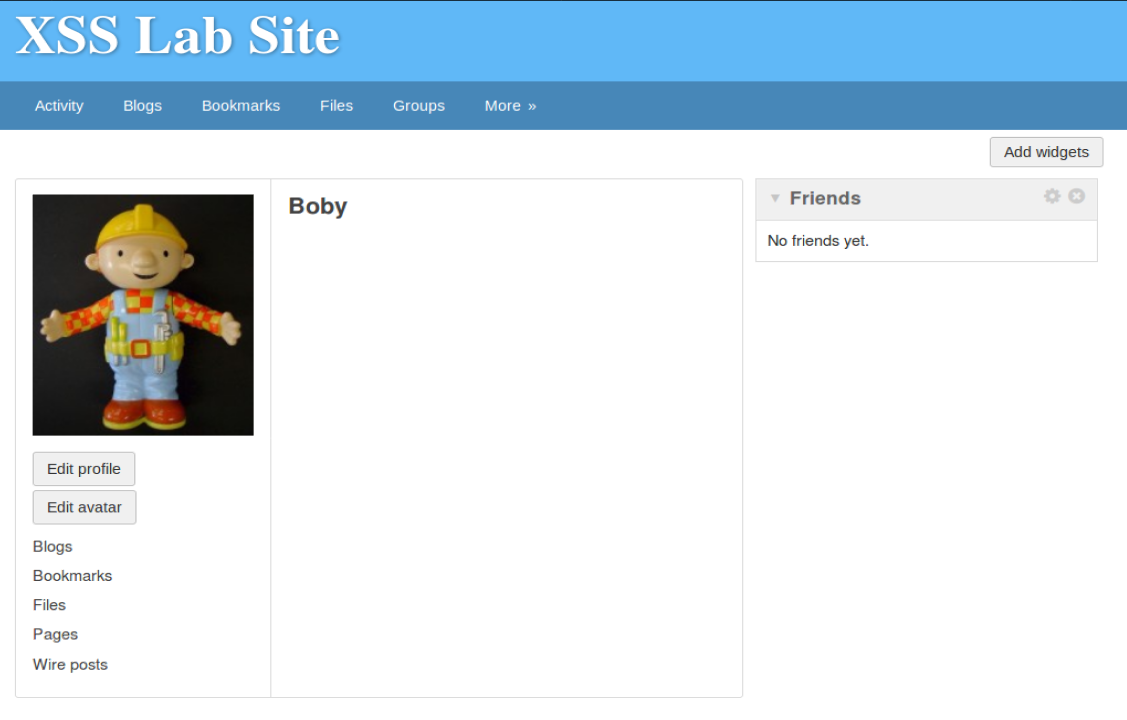 XSS Lab Site
Activity Blogs Bookmarks Files Groups More »
Add widgets
Boby
Friends
No friends yet.
Edit profile
Edit avatar
Blogs
Bookmarks
Files
Pages
Wire posts